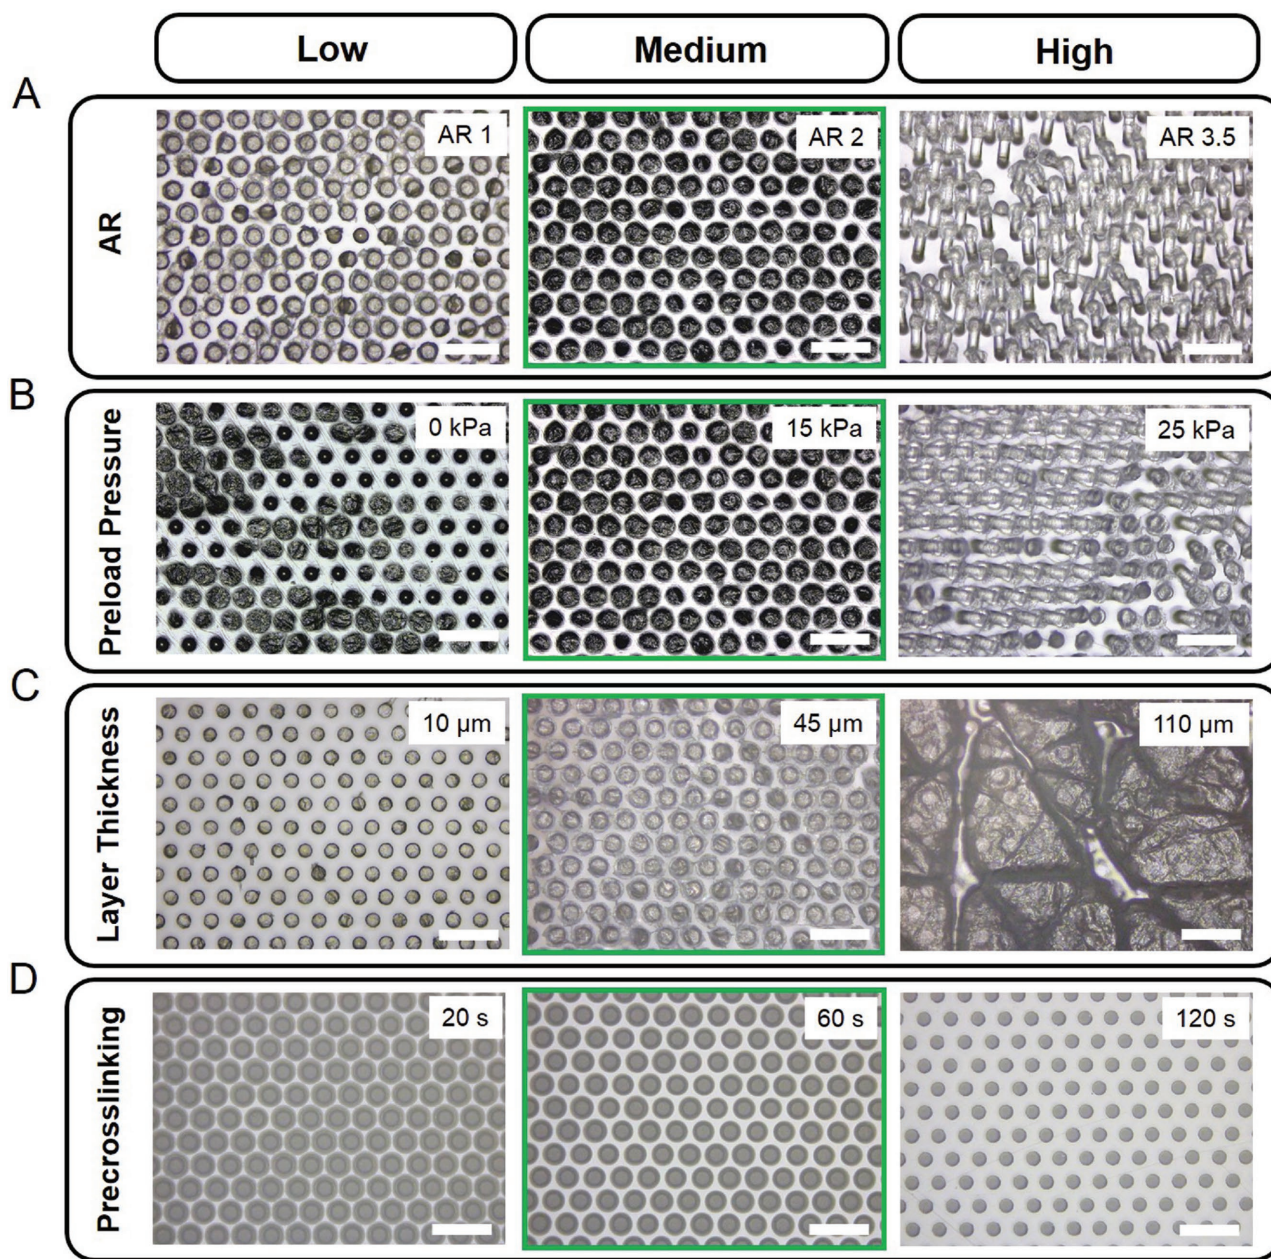 Low
Medium
High
A
AR
AR 1
AR 2
AR 3.5
B
Preload Pressure
0 kPa
15 kPa
25 kPa
C
Layer Thickness
10 µm
45 µm
110 µm
D
Precrosslinking
20 s
60 s
120 s